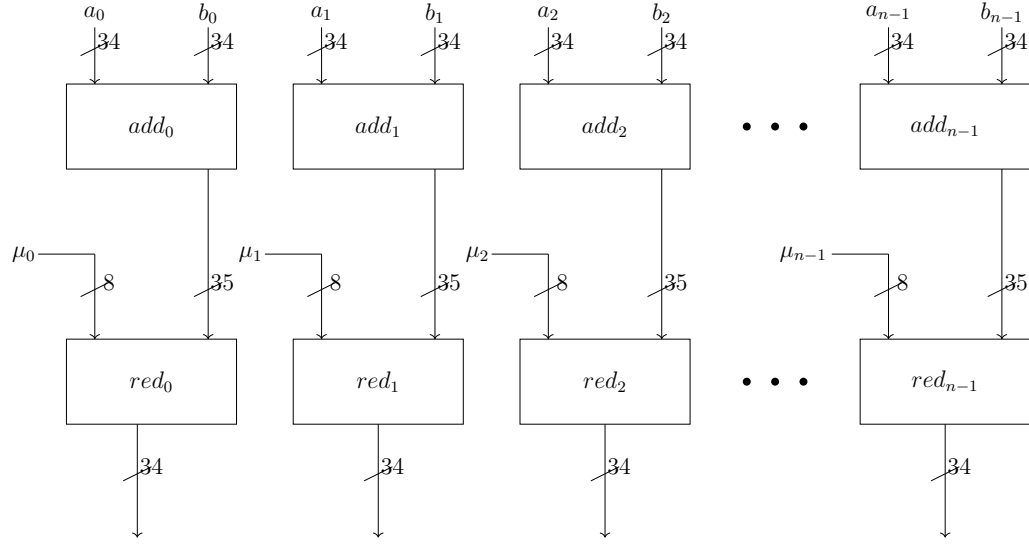 a₀ b₀ a₁ b₁ a₂ b₂ aₙ₋₁ bₙ₋₁
34 34 34 34 34 34 34 34
add₀ add₁ add₂ • • • addₙ₋₁
μ₀ μ₁ μ₂ μₙ₋₁
8 35 8 35 8 35 8 35
red₀ red₁ red₂ • • • redₙ₋₁
34 34 34 34